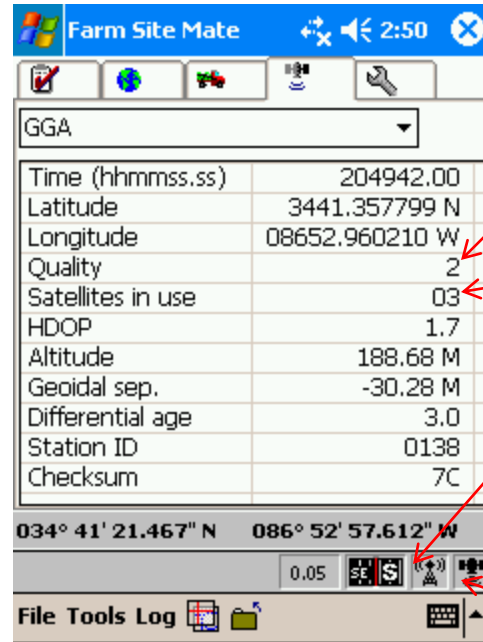 Farm Site Mate 2:50
GGA
Time (hhmmss.ss) 204942.00
Latitude 3441.357799 N
Longitude 08652.960210 W
Quality 2
Satellites in use 03
HDOP 1.7
Altitude 188.68 M
Geoidal sep. -30.28 M
Differential age 3.0
Station ID 0138
Checksum 7C
034° 41' 21.467" N 086° 52' 57.612" W
0.05 SE S
File Tools Log